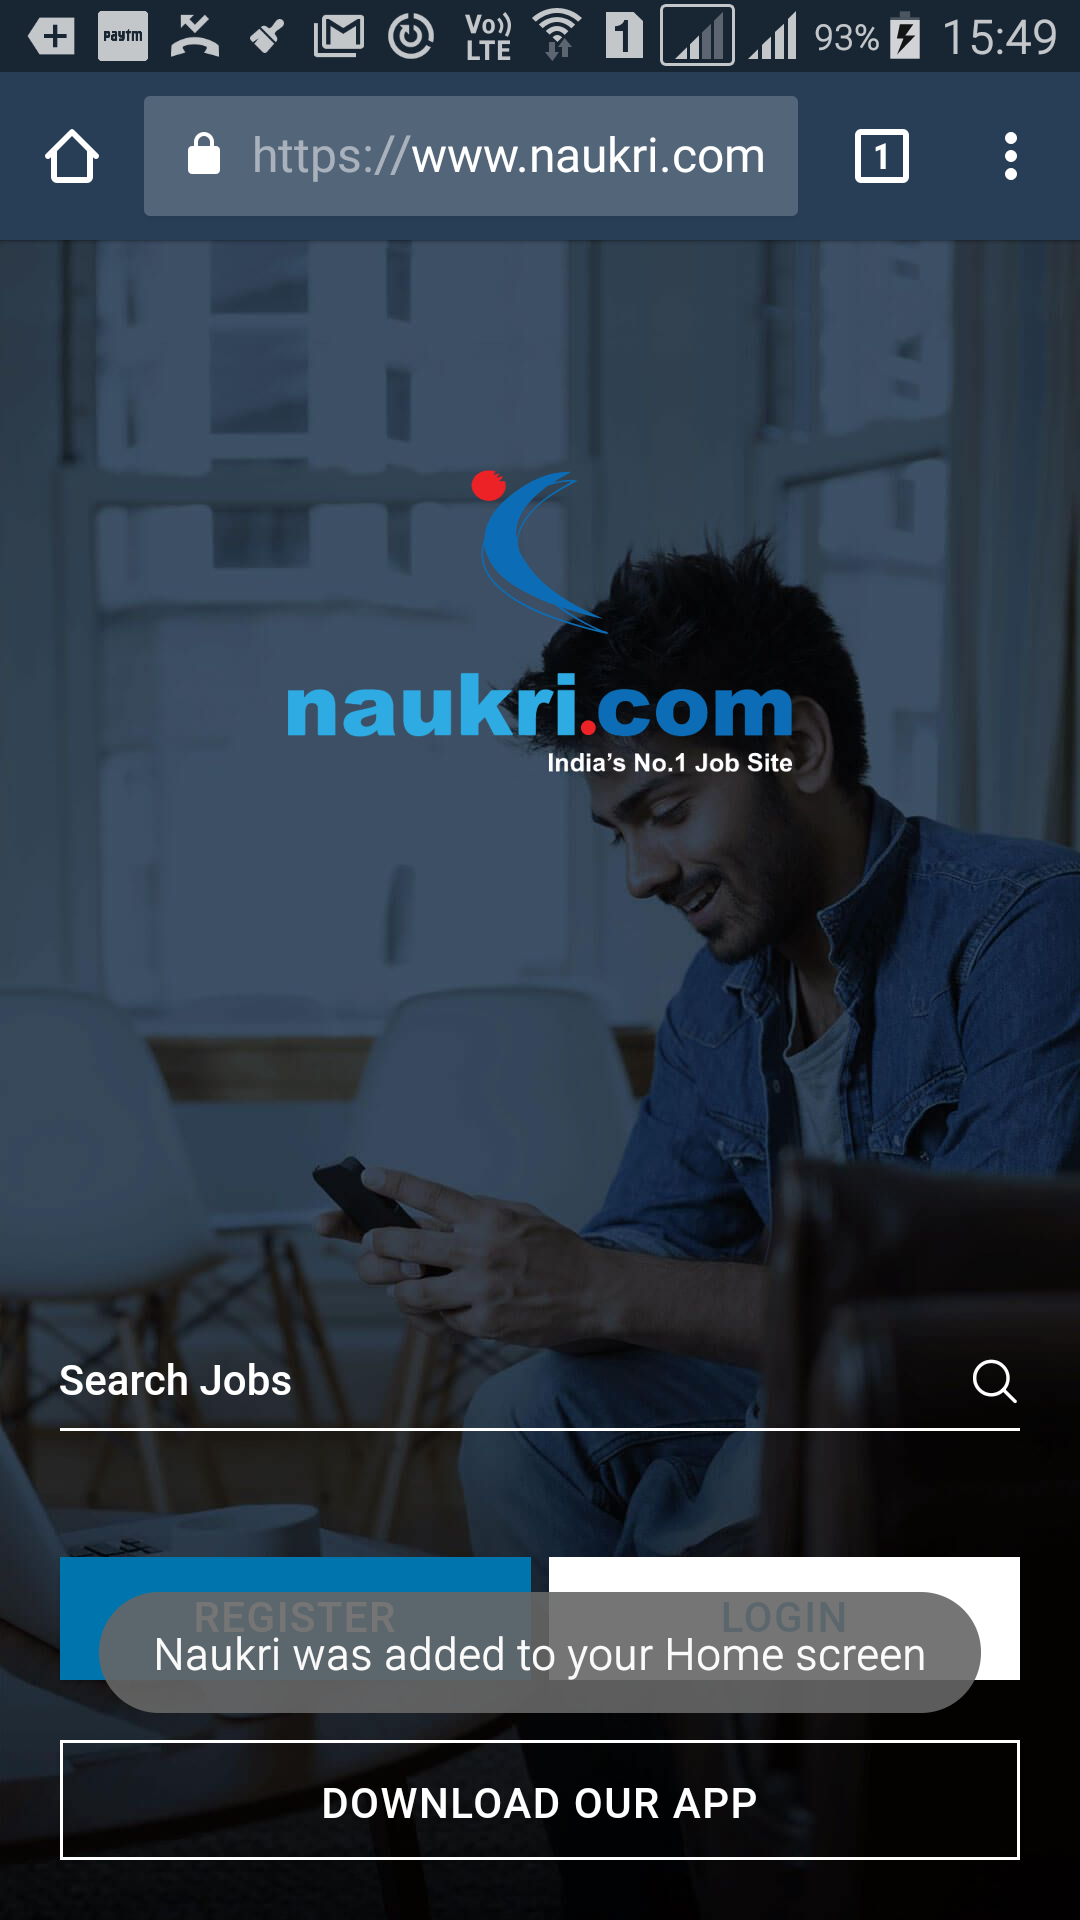 paytm Vo)) LTE 1 93% 15:49
https://www.naukri.com 1
naukri.com
India's No.1 Job Site
Search Jobs
REGISTER LOGIN
Naukri was added to your Home screen
DOWNLOAD OUR APP